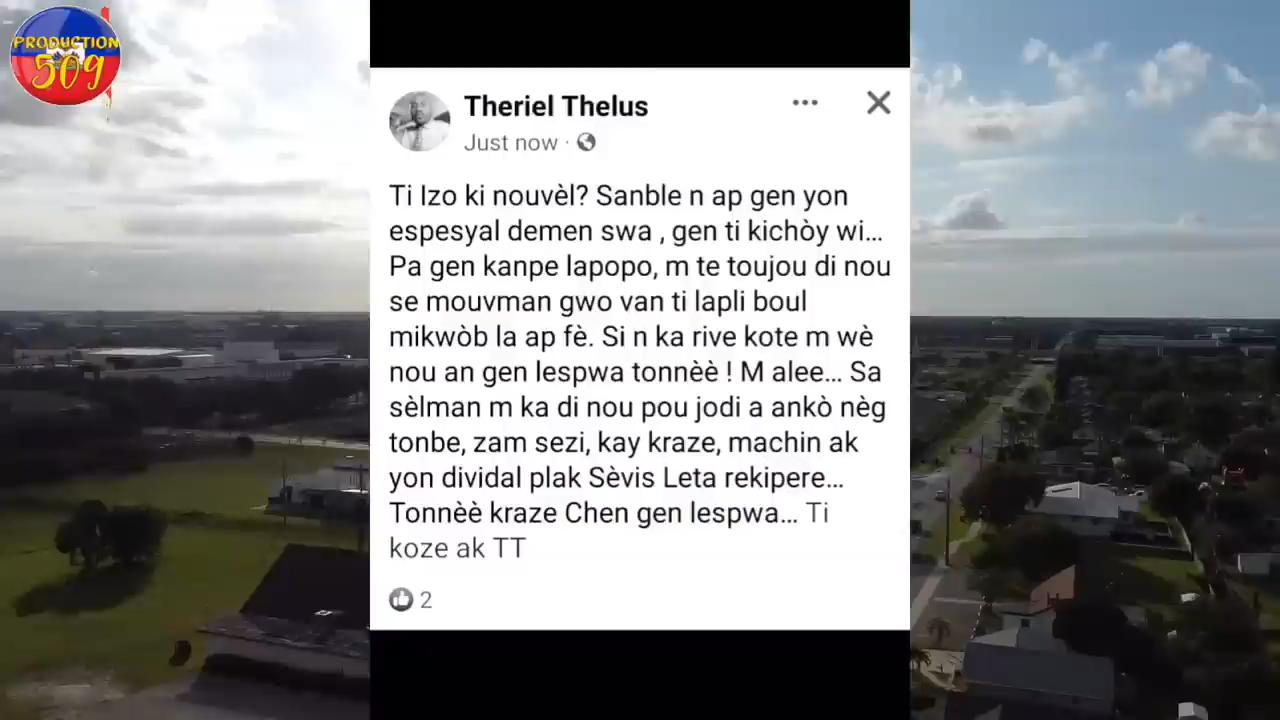 PRODUCTION
509
Theriel Thelus
Just now ·
Ti Izo ki nouvèl? Sanble n ap gen yon
espesyal demen swa , gen ti kichòy wi...
Pa gen kanpe lapopo, m te toujou di nou
se mouvman gwo van ti lapli boul
mikwòb la ap fè. Si n ka rive kote m wè
nou an gen lespwa tonnèè ! M alee... Sa
sèlman m ka di nou pou jodi a ankò nèg
tonbe, zam sezi, kay kraze, machin ak
yon dividal plak Sèvis Leta rekipere...
Tonnèè kraze Chen gen lespwa... Ti
koze ak TT
2